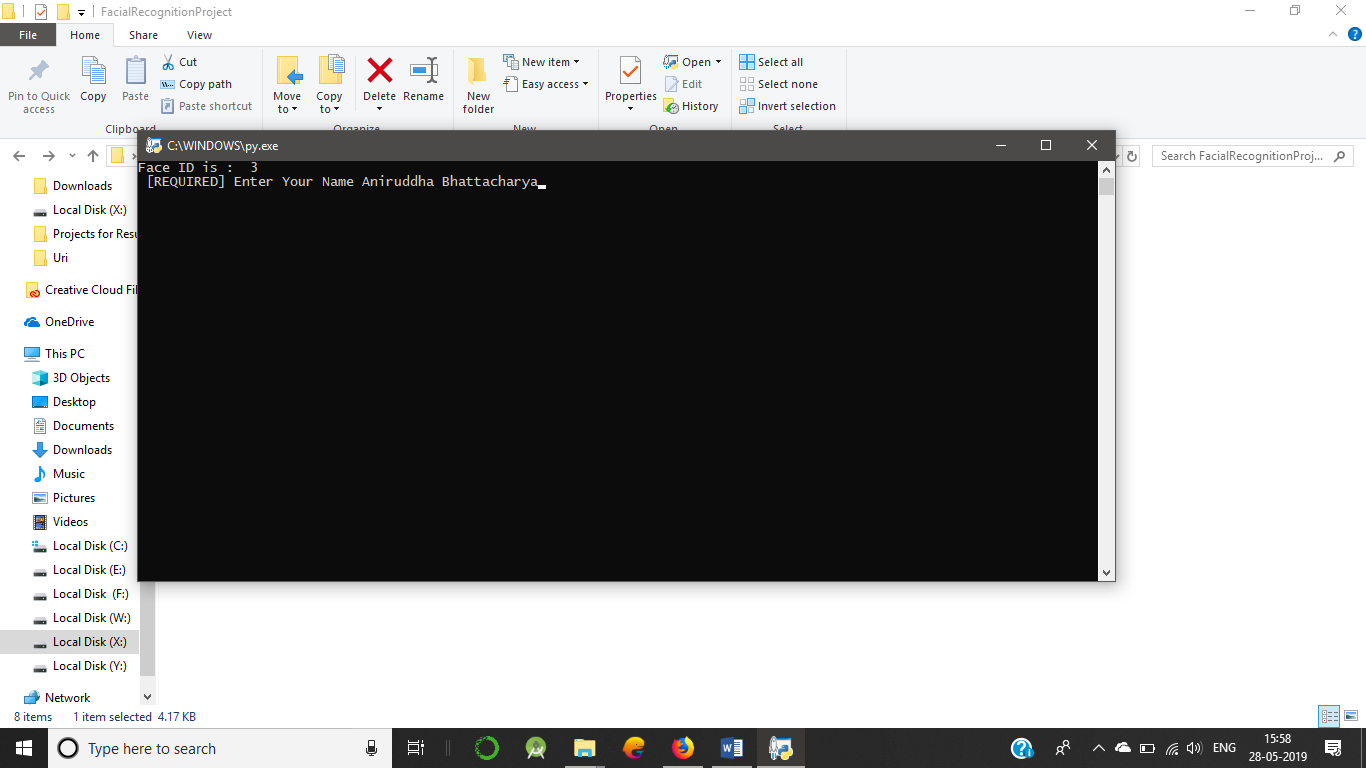 FacialRecognitionProject
File Home Share View
Pin to Quick access
Copy
Paste
Cut
Copy path
Paste shortcut
Clipboard
Move to
Copy to
Delete
Rename
Organize
New folder
New item
Easy access
New
Properties
Open
Edit
History
Open
Select all
Select none
Invert selection
Select
C:\WINDOWS\py.exe
Search FacialRecognitionProj...
Face ID is :  3
[REQUIRED] Enter Your Name Aniruddha Bhattacharya
Downloads
Local Disk (X:)
Projects for Resu
Uri
Creative Cloud Fil
OneDrive
This PC
3D Objects
Desktop
Documents
Downloads
Music
Pictures
Videos
Local Disk (C:)
Local Disk (E:)
Local Disk (F:)
Local Disk (W:)
Local Disk (X:)
Local Disk (Y:)
Network
8 items 1 item selected 4.17 KB
Type here to search
ENG
15:58
28-05-2019